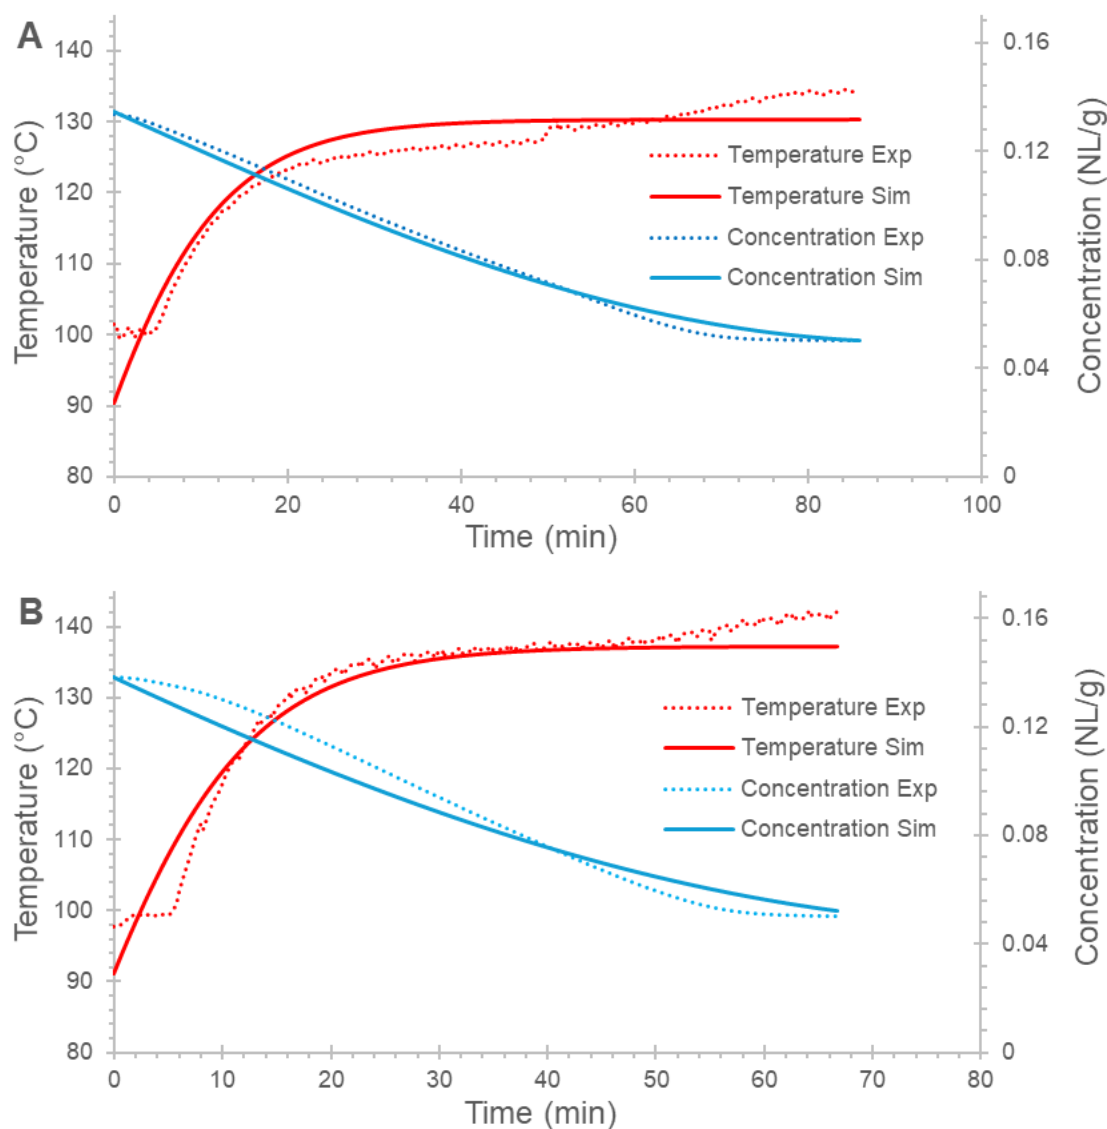 A
140
130
120
110
100
90
80
Temperature (°C)
0.16
0.12
0.08
0.04
0
Concentration (NL/g)
Temperature Exp
Temperature Sim
Concentration Exp
Concentration Sim
0 20 40 60 80 100
Time (min)
B
140
130
120
110
100
90
80
Temperature (°C)
0.16
0.12
0.08
0.04
0
Concentration (NL/g)
Temperature Exp
Temperature Sim
Concentration Exp
Concentration Sim
0 10 20 30 40 50 60 70 80
Time (min)